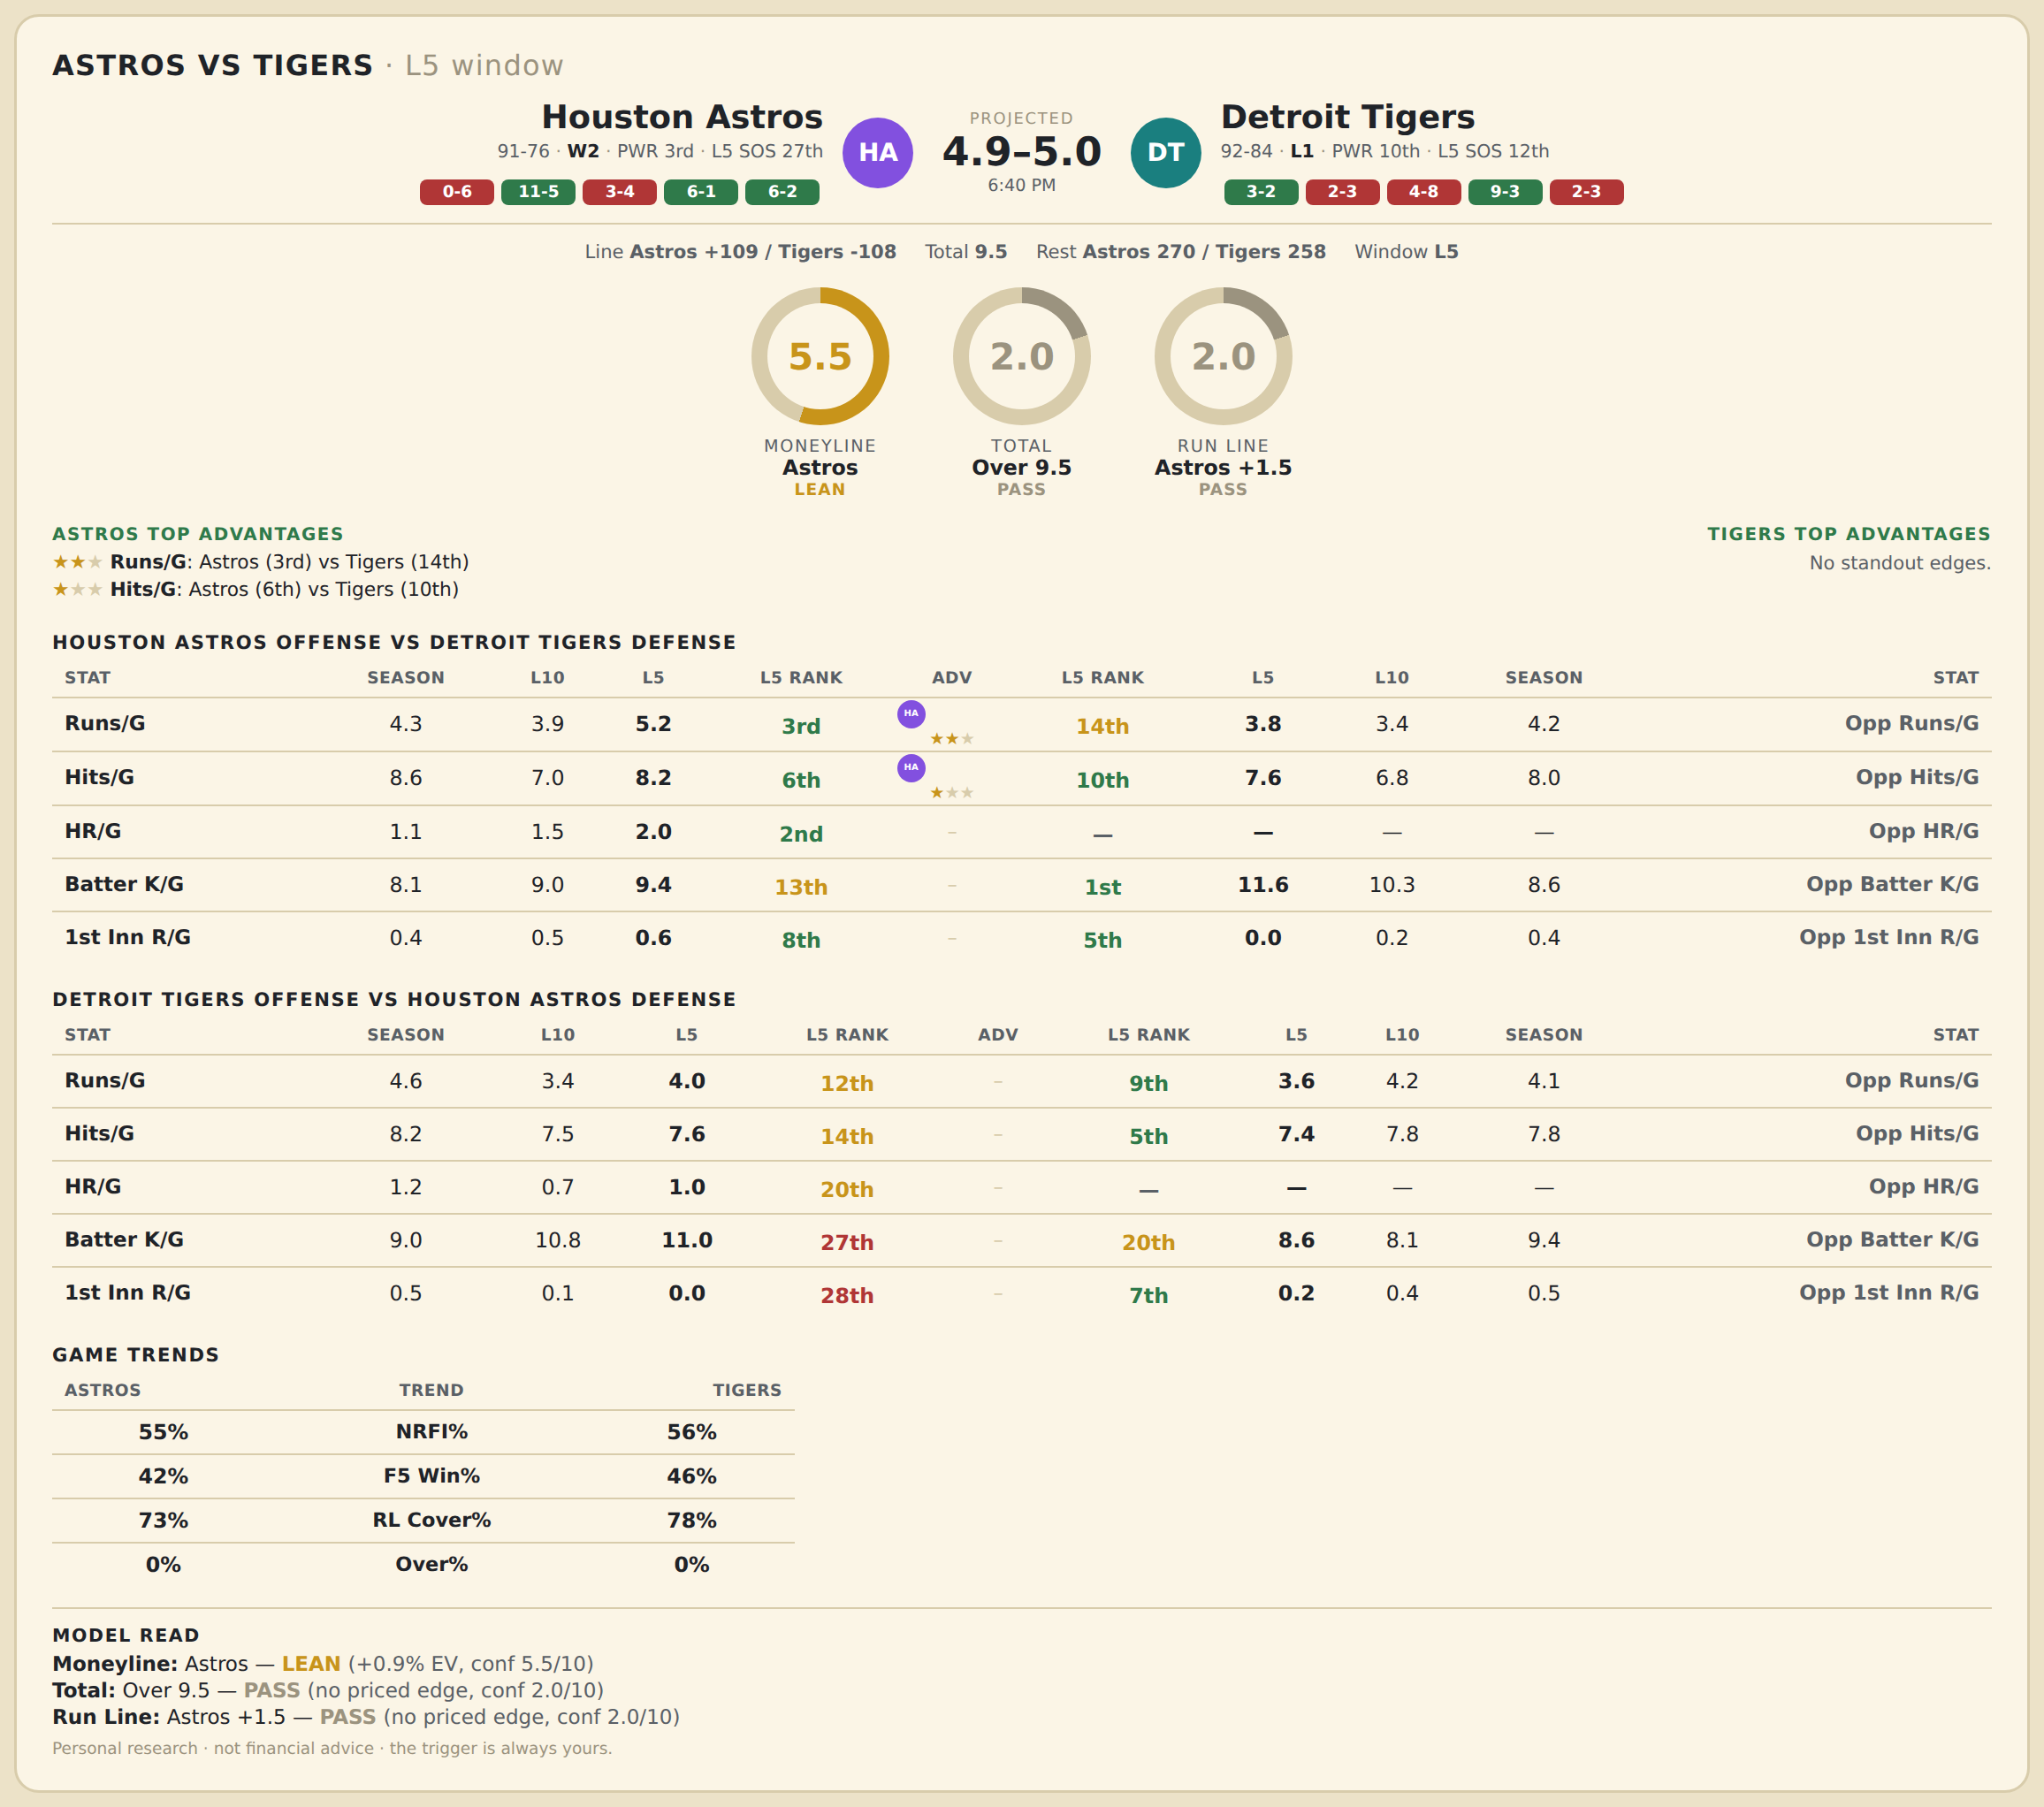 ASTROS VS TIGERS · L5 window
Houston Astros
91-76 · W2 · PWR 3rd · L5 SOS 27th
0-6 11-5 3-4 6-1 6-2
HA
PROJECTED
4.9–5.0
6:40 PM
DT
Detroit Tigers
92-84 · L1 · PWR 10th · L5 SOS 12th
3-2 2-3 4-8 9-3 2-3
Line Astros +109 / Tigers -108 Total 9.5 Rest Astros 270 / Tigers 258 Window L5
5.5 2.0 2.0
MONEYLINE TOTAL RUN LINE
Astros Over 9.5 Astros +1.5
LEAN PASS PASS
ASTROS TOP ADVANTAGES
★★★ Runs/G: Astros (3rd) vs Tigers (14th)
★★★ Hits/G: Astros (6th) vs Tigers (10th)
TIGERS TOP ADVANTAGES
No standout edges.
HOUSTON ASTROS OFFENSE VS DETROIT TIGERS DEFENSE
STAT SEASON L10 L5 L5 RANK ADV L5 RANK L5 L10 SEASON STAT
Runs/G 4.3 3.9 5.2 3rd HA ★★★ 14th 3.8 3.4 4.2 Opp Runs/G
Hits/G 8.6 7.0 8.2 6th HA ★★★ 10th 7.6 6.8 8.0 Opp Hits/G
HR/G 1.1 1.5 2.0 2nd – — — — — Opp HR/G
Batter K/G 8.1 9.0 9.4 13th – 1st 11.6 10.3 8.6 Opp Batter K/G
1st Inn R/G 0.4 0.5 0.6 8th – 5th 0.0 0.2 0.4 Opp 1st Inn R/G
DETROIT TIGERS OFFENSE VS HOUSTON ASTROS DEFENSE
STAT SEASON L10 L5 L5 RANK ADV L5 RANK L5 L10 SEASON STAT
Runs/G 4.6 3.4 4.0 12th – 9th 3.6 4.2 4.1 Opp Runs/G
Hits/G 8.2 7.5 7.6 14th – 5th 7.4 7.8 7.8 Opp Hits/G
HR/G 1.2 0.7 1.0 20th – — — — — Opp HR/G
Batter K/G 9.0 10.8 11.0 27th – 20th 8.6 8.1 9.4 Opp Batter K/G
1st Inn R/G 0.5 0.1 0.0 28th – 7th 0.2 0.4 0.5 Opp 1st Inn R/G
GAME TRENDS
ASTROS TREND TIGERS
55% NRFI% 56%
42% F5 Win% 46%
73% RL Cover% 78%
0% Over% 0%
MODEL READ
Moneyline: Astros — LEAN (+0.9% EV, conf 5.5/10)
Total: Over 9.5 — PASS (no priced edge, conf 2.0/10)
Run Line: Astros +1.5 — PASS (no priced edge, conf 2.0/10)
Personal research · not financial advice · the trigger is always yours.